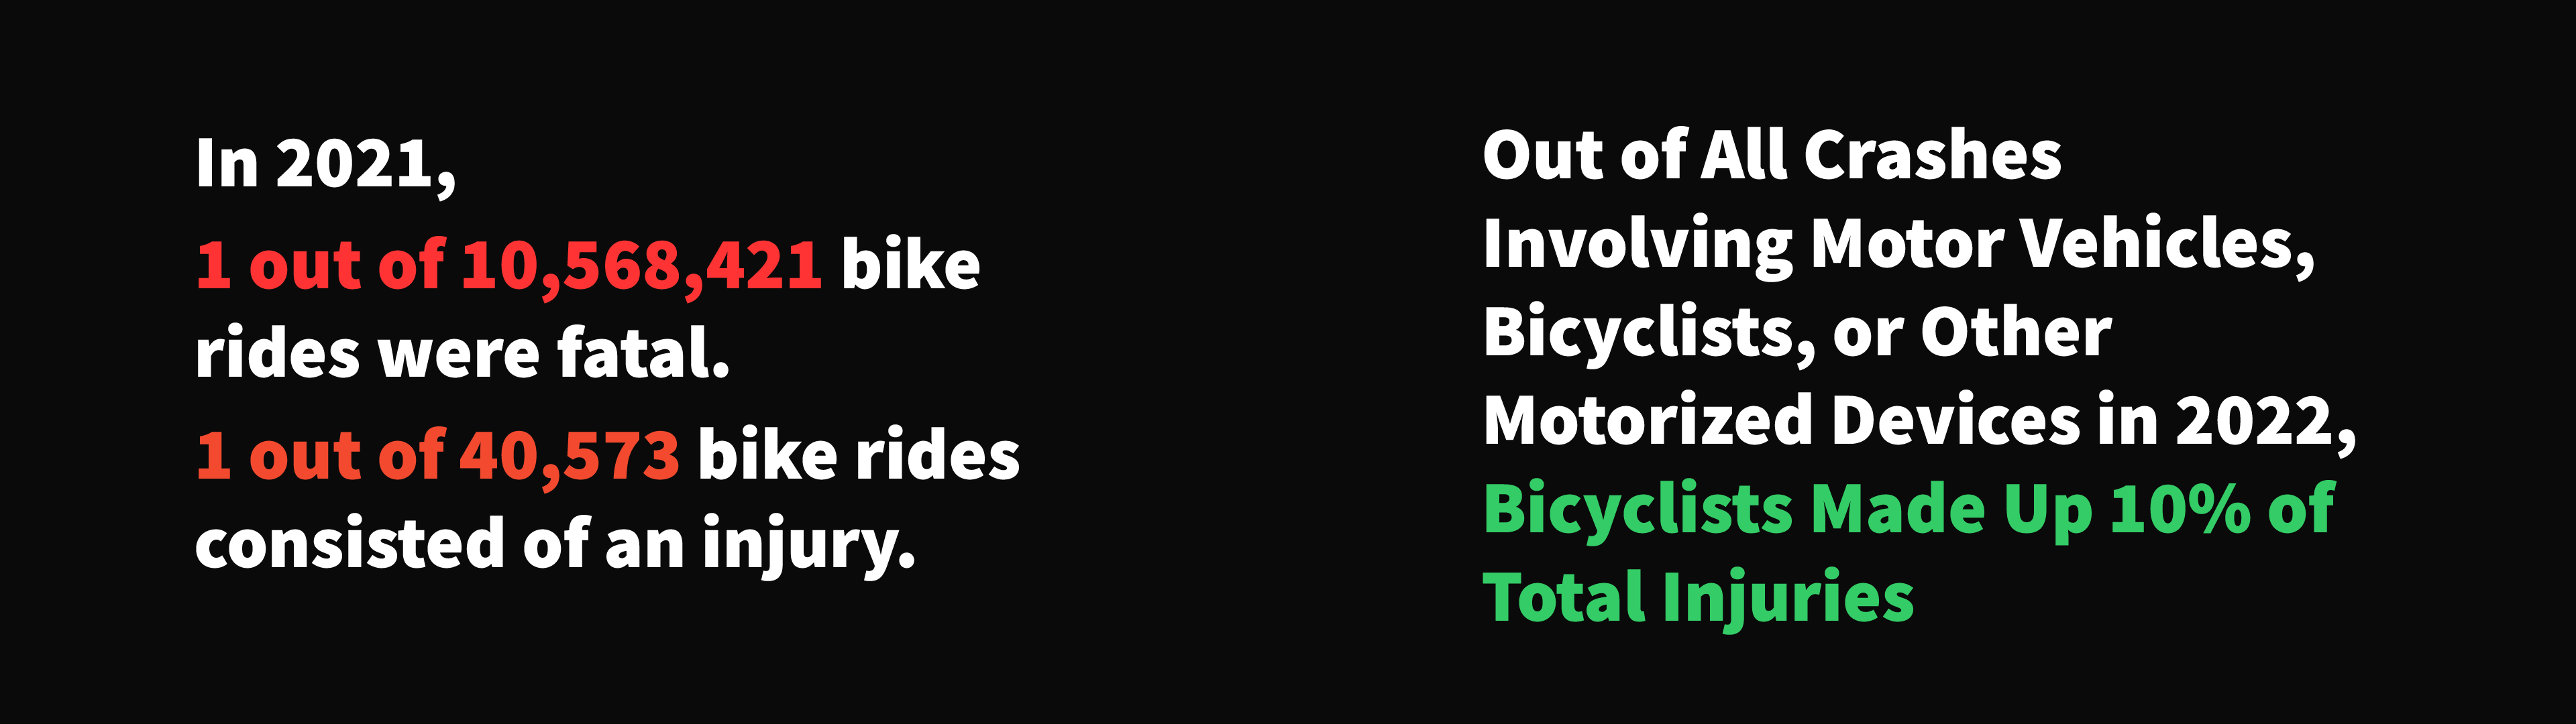 In 2021,
1 out of 10,568,421 bike
rides were fatal.
1 out of 40,573 bike rides
consisted of an injury.
Out of All Crashes
Involving Motor Vehicles,
Bicyclists, or Other
Motorized Devices in 2022,
Bicyclists Made Up 10% of
Total Injuries